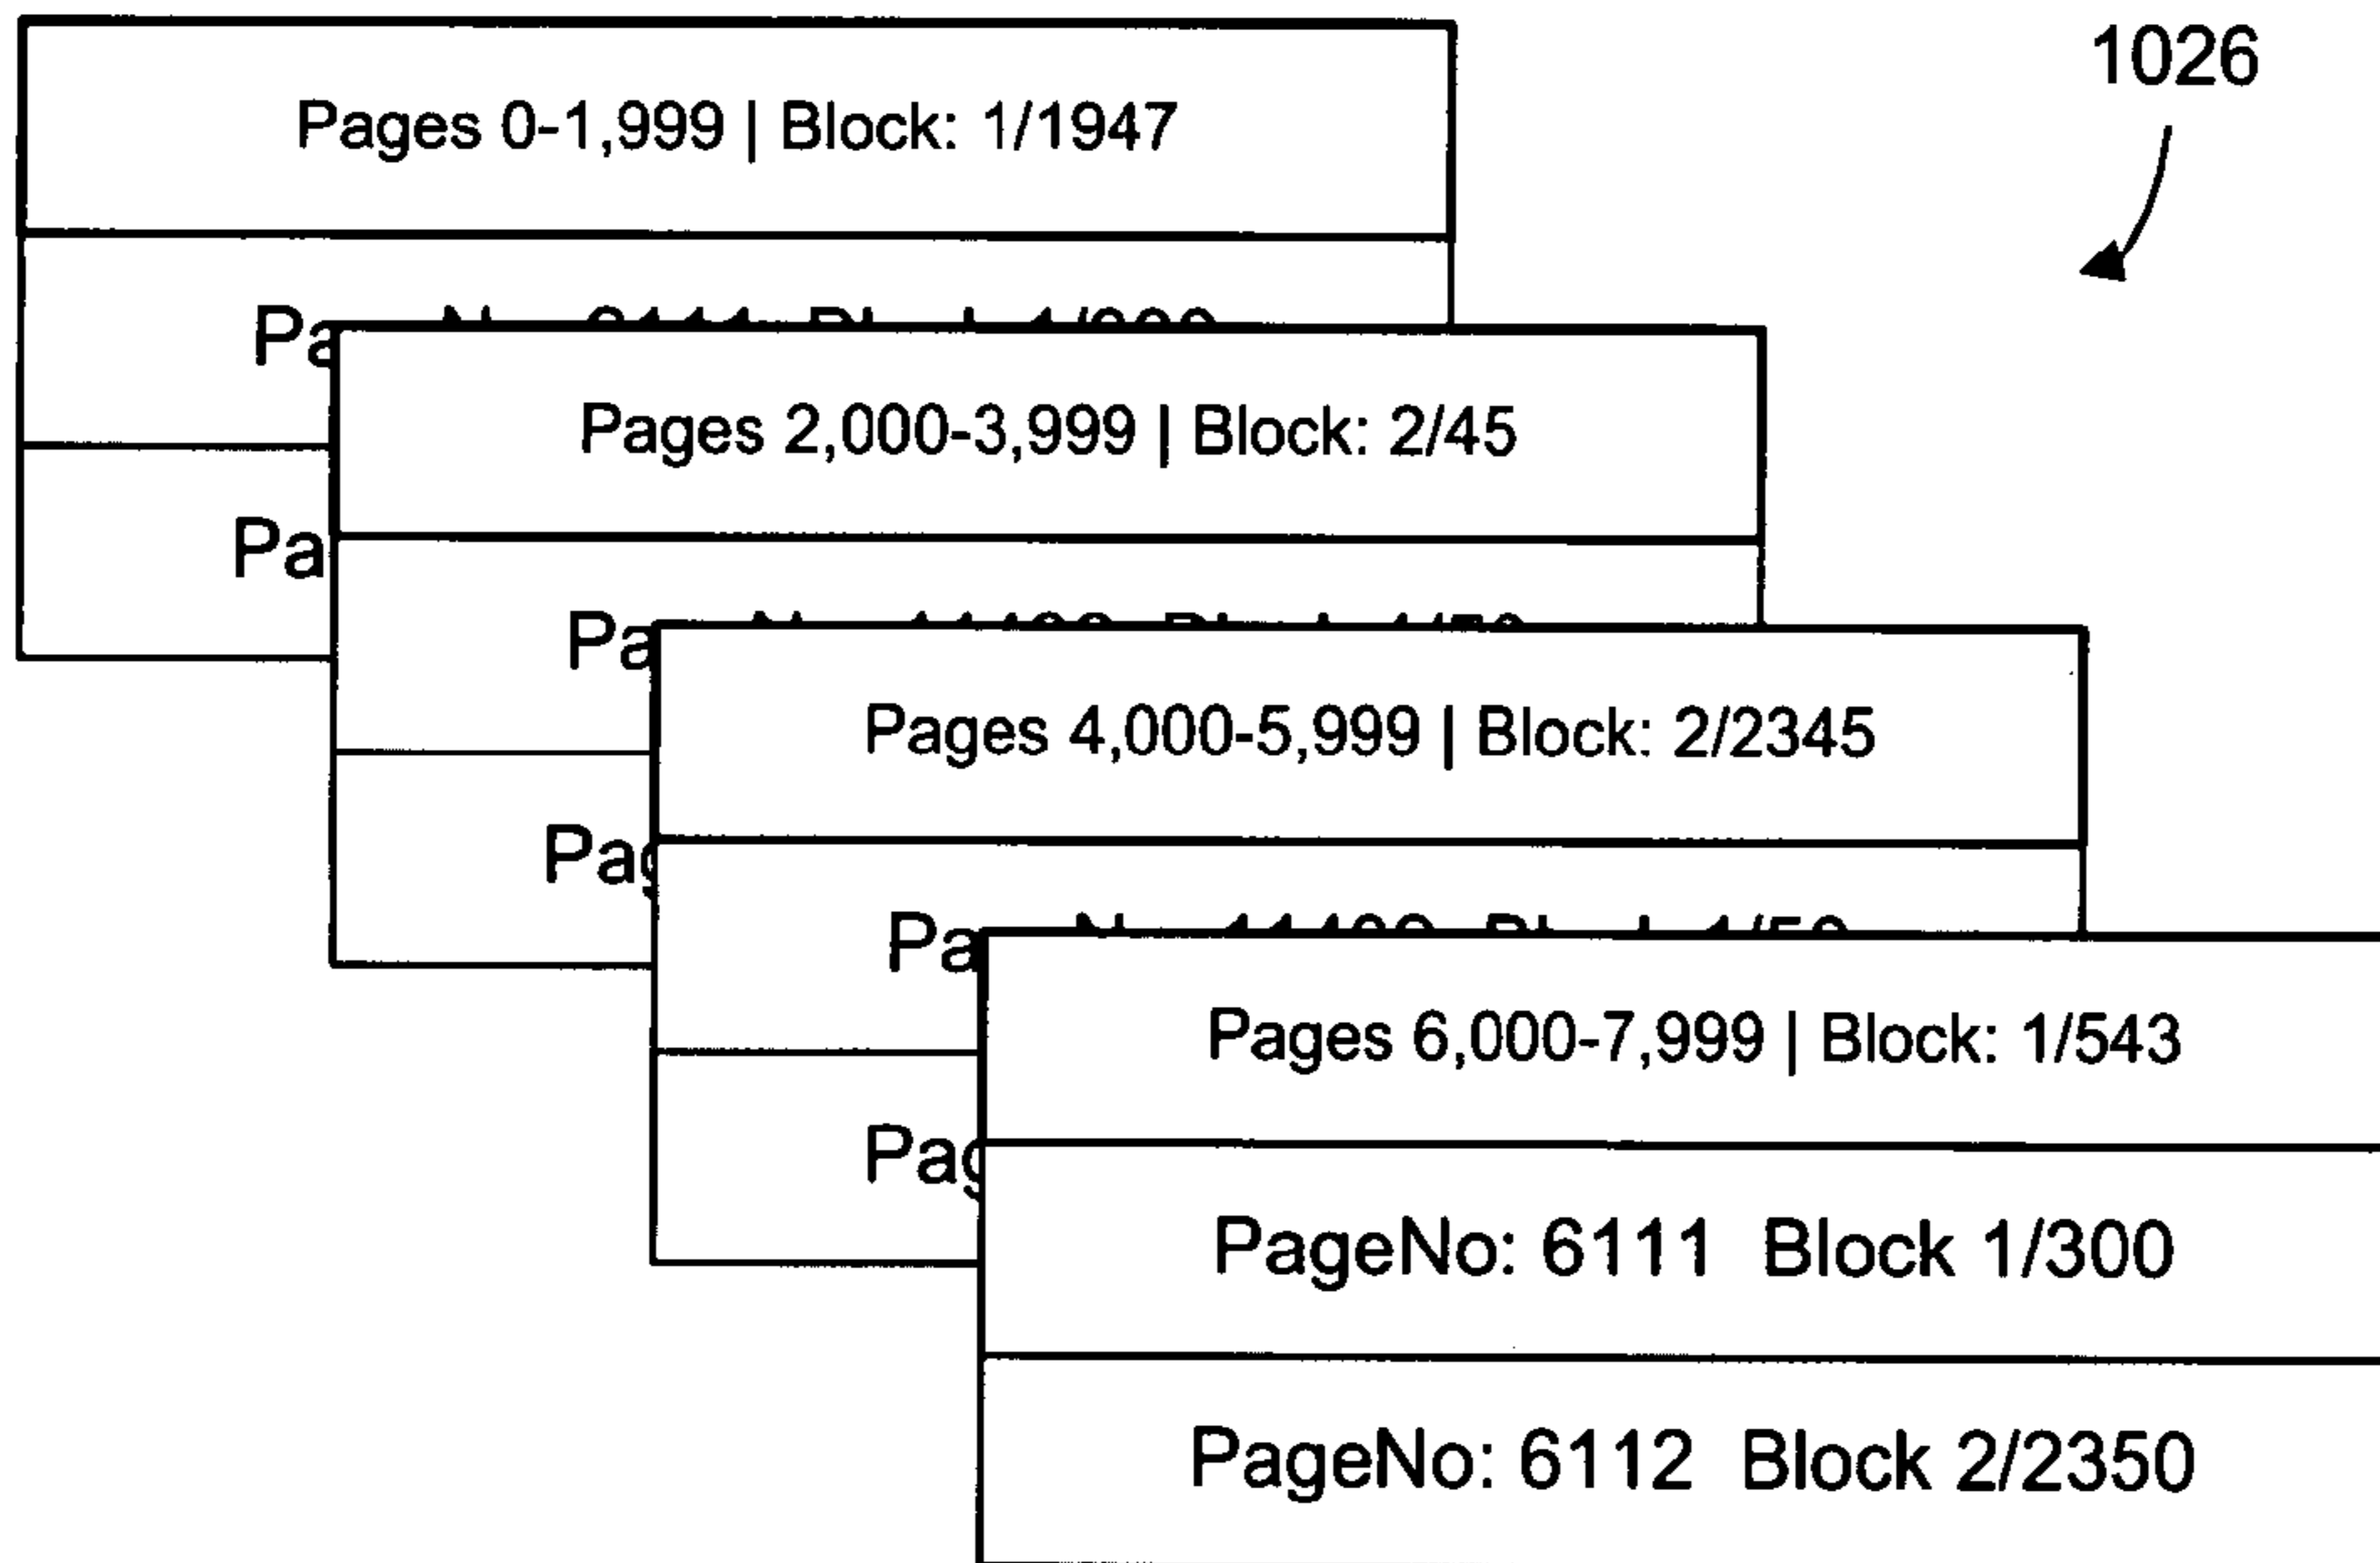 1026
Pages 0-1,999 | Block: 1/1947
Pages 2,000-3,999 | Block: 2/45
Pages 4,000-5,999 | Block: 2/2345
Pages 6,000-7,999 | Block: 1/543
PageNo: 6111 Block 1/300
PageNo: 6112 Block 2/2350